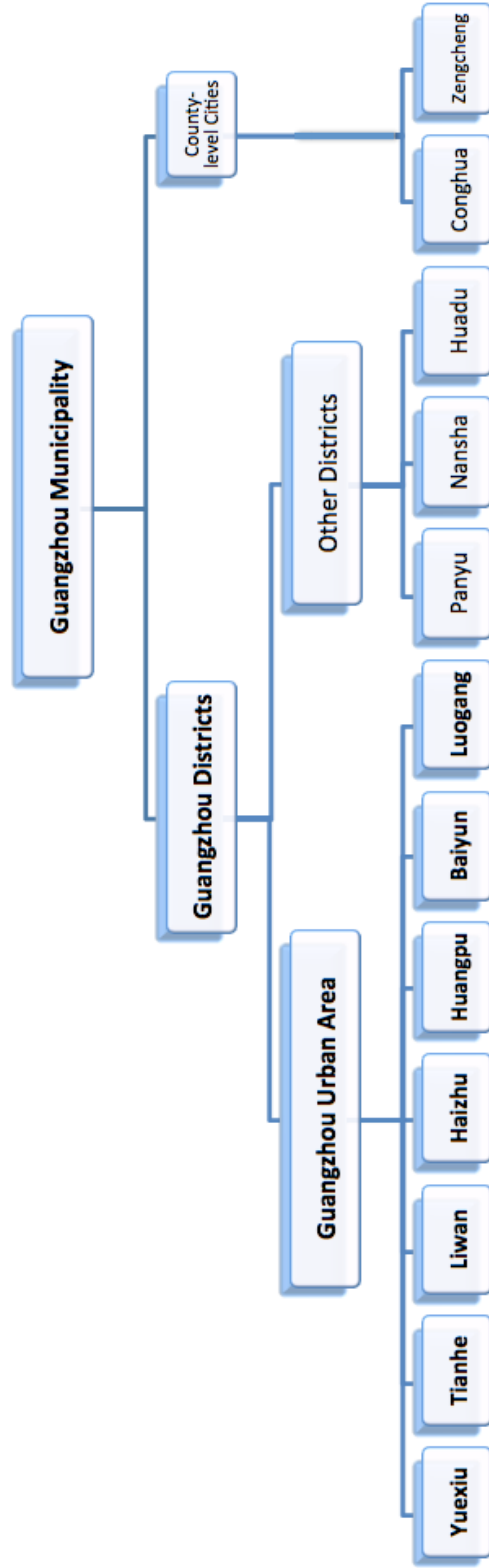 Guangzhou Municipality
Guangzhou Districts
County-
level Cities
Guangzhou Urban Area
Other Districts
Yuexiu
Tianhe
Liwan
Haizhu
Huangpu
Baiyun
Luogang
Panyu
Nansha
Huadu
Conghua
Zengcheng